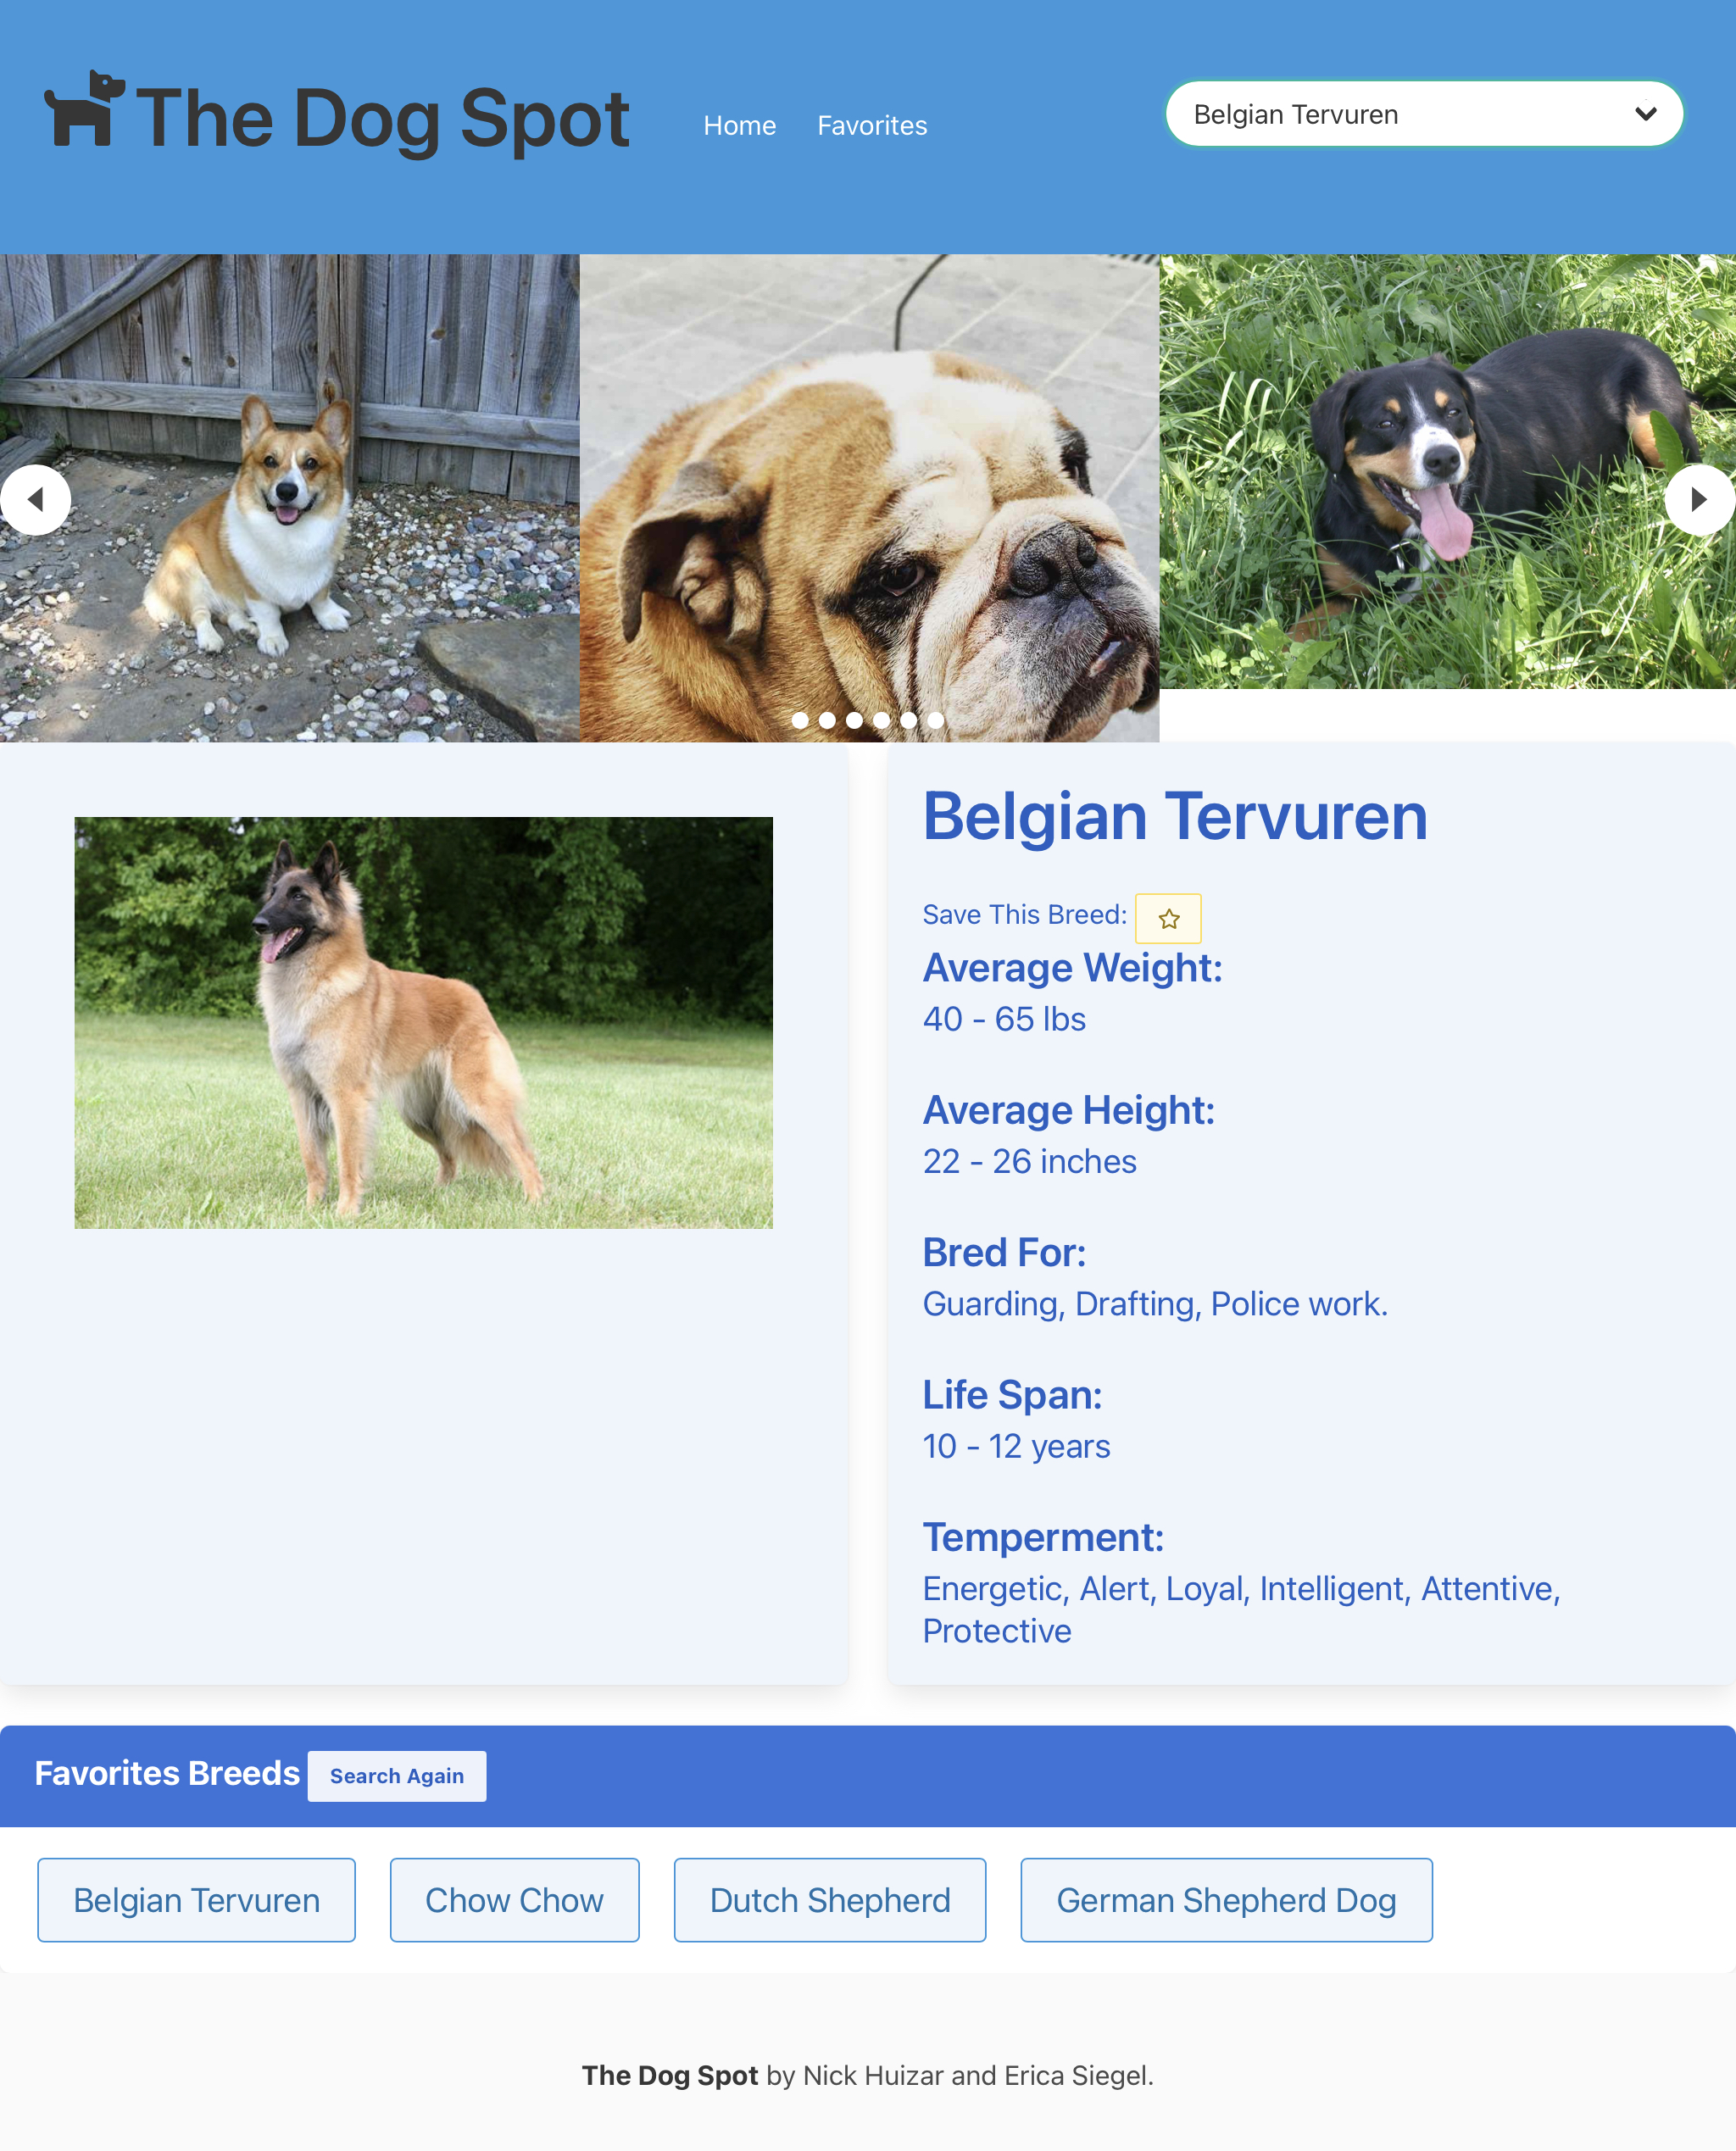 The Dog Spot
Home
Favorites
Belgian Tervuren
Belgian Tervuren
Save This Breed:
Average Weight:
40 - 65 lbs
Average Height:
22 - 26 inches
Bred For:
Guarding, Drafting, Police work.
Life Span:
10 - 12 years
Temperment:
Energetic, Alert, Loyal, Intelligent, Attentive,
Protective
Favorites Breeds
Search Again
Belgian Tervuren
Chow Chow
Dutch Shepherd
German Shepherd Dog
The Dog Spot by Nick Huizar and Erica Siegel.